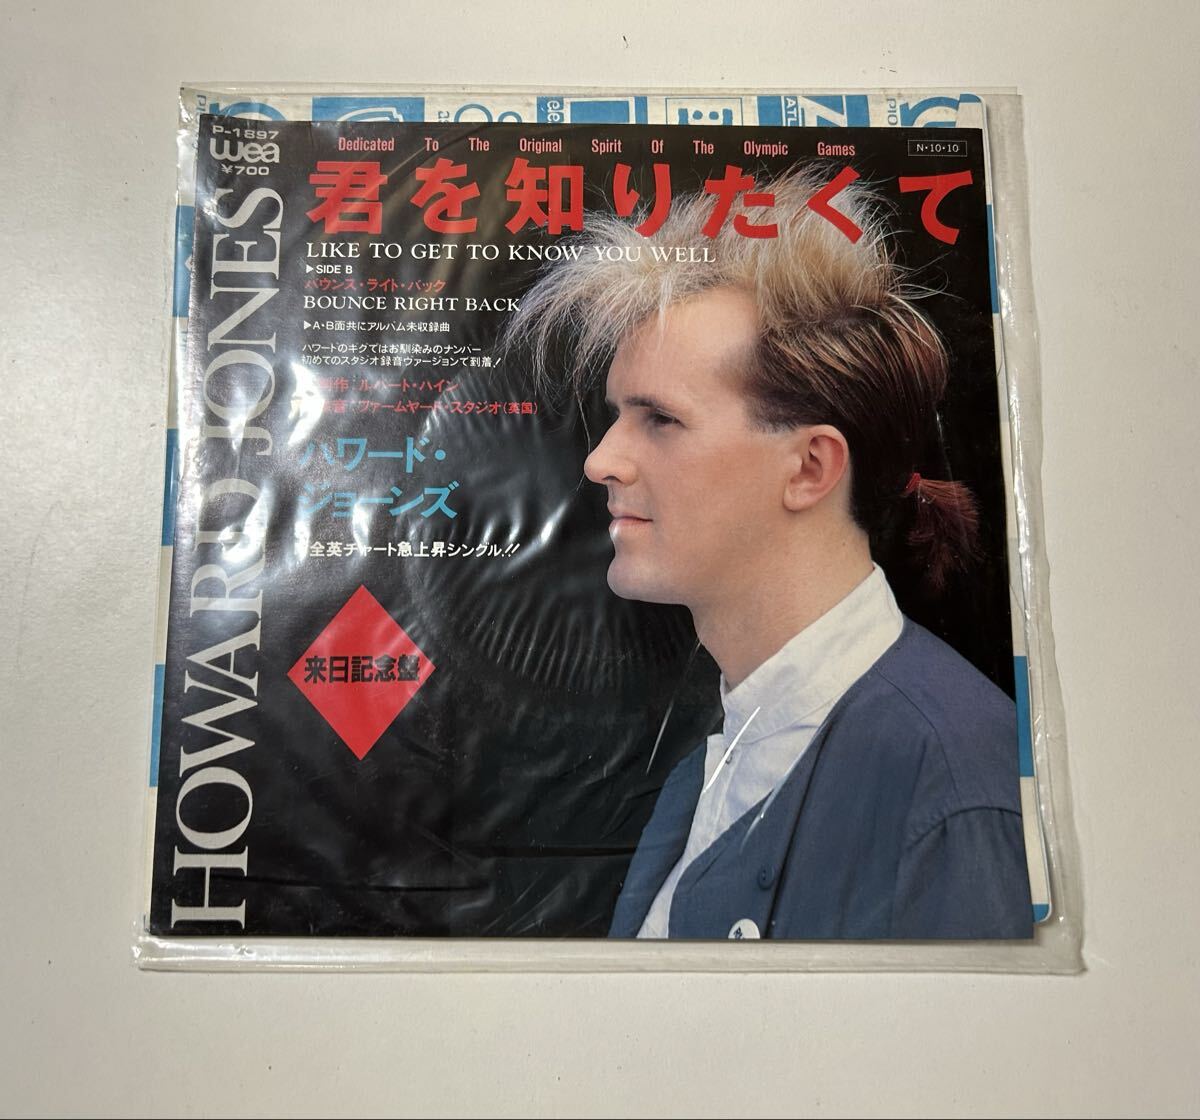 P-1897
wea
¥700
HOWARD JONES
Dedicated To The Original Spirit Of The Olympic Games
N・10・10
君を知りたくて
LIKE TO GET TO KNOW YOU WELL
▶SIDE B
バウンス・ライト・バック
BOUNCE RIGHT BACK
▶A・B面共にアルバム未収録曲
ハワードのギグではお馴染みのナンバー
初めてのスタジオ録音ヴァージョンで到着!
作:ルパート・ハイン
音:ファームヤード・スタジオ(英国)
ハワード・
ジョーンズ
全英チャート急上昇シングル!!
来日記念盤
ATL
PIO